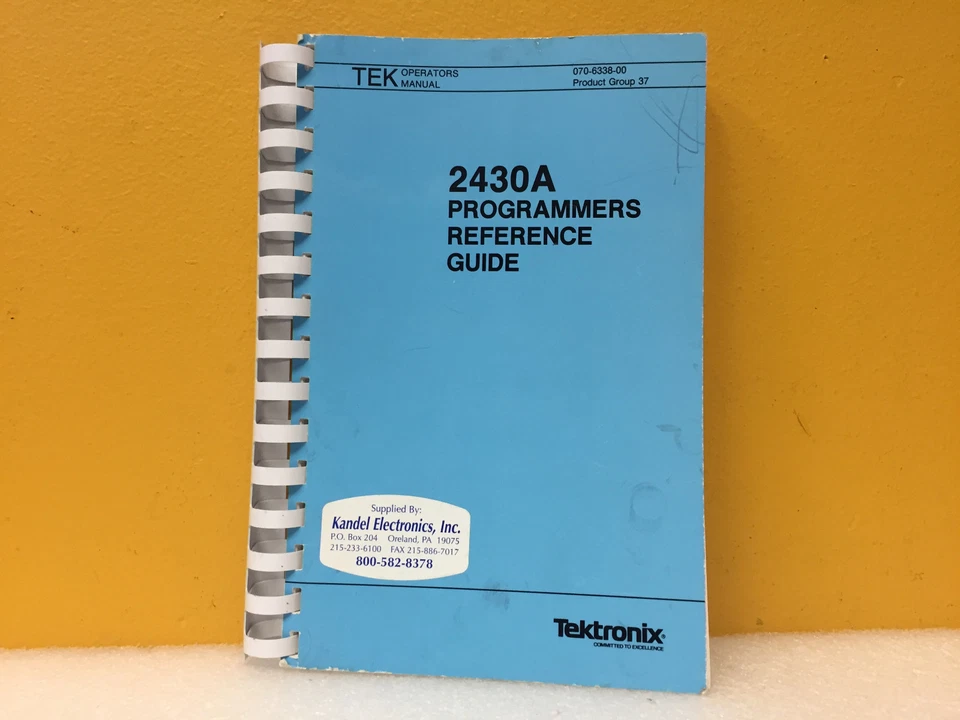 TEK OPERATORS MANUAL
070-6338-00
Product Group 37
2430A
PROGRAMMERS
REFERENCE
GUIDE
Supplied By:
Kandel Electronics, Inc.
P.O. Box 204 Oreland, PA 19075
215-233-6100 FAX 215-886-7017
800-582-8378
Tektronix®
COMMITTED TO EXCELLENCE